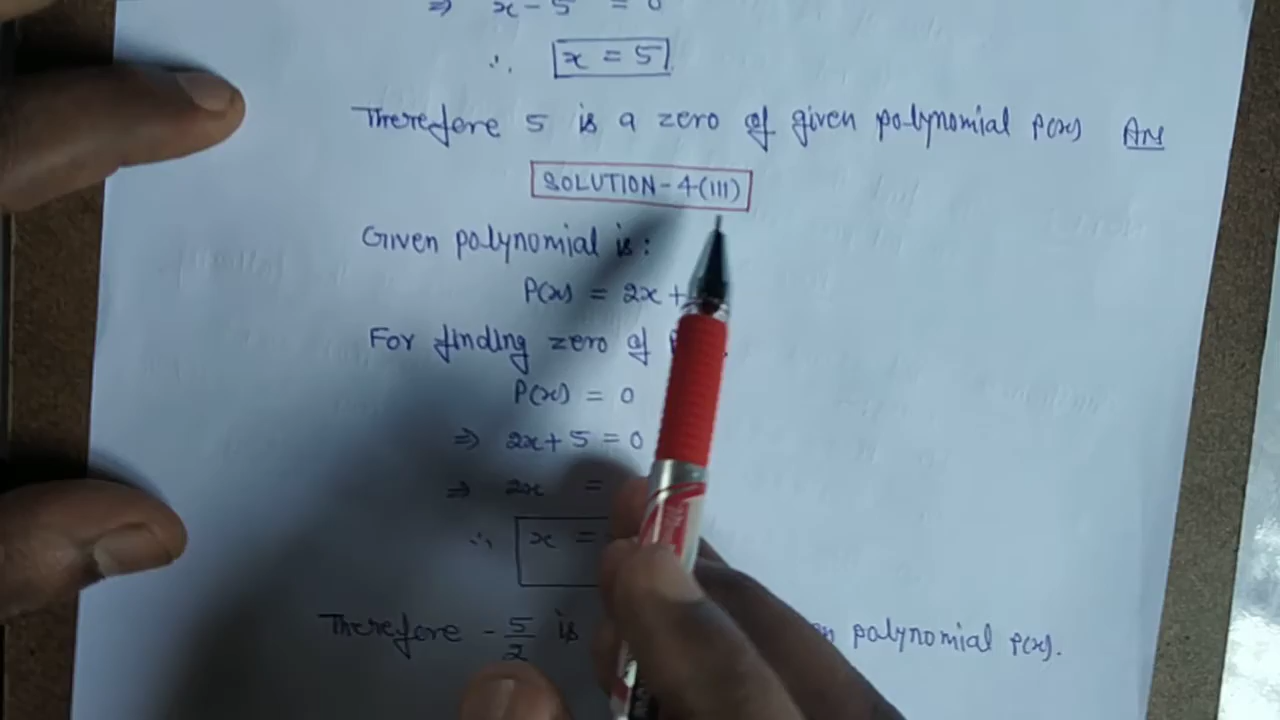 ⇒ x - 5 = 0
∴ x = 5
Therefore 5 is a zero of given polynomial P(x) Ans
SOLUTION - 4 (III)
Given polynomial is:
P(x) = 2x +
For finding zero of
P(x) = 0
⇒ 2x + 5 = 0
⇒ 2x =
∴ x =
Therefore - 5/2 is polynomial P(x).